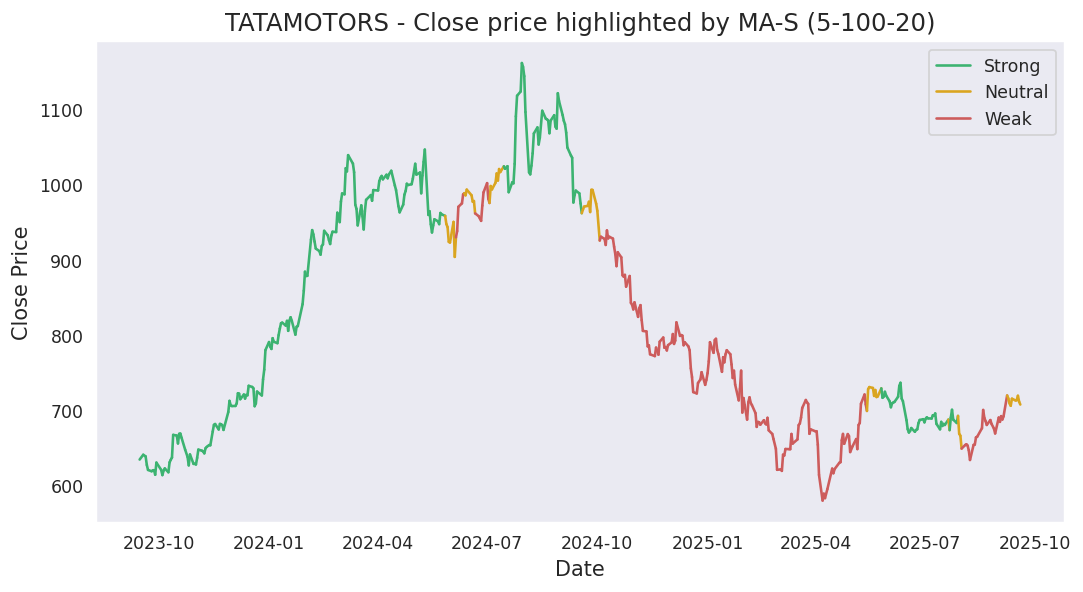 TATAMOTORS - Close price highlighted by MA-S (5-100-20)
Strong
Neutral
Weak
Close Price
1100
1000
900
800
700
600
2023-10
2024-01
2024-04
2024-07
2024-10
2025-01
2025-04
2025-07
2025-10
Date